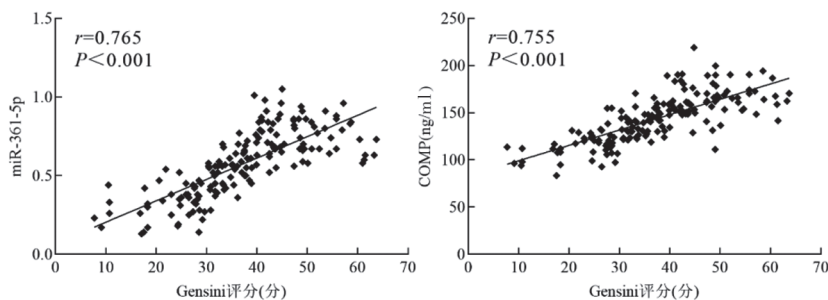 r=0.765
P＜0.001
miR-361-5p
1.5
1.0
0.5
0.0
0 10 20 30 40 50 60 70
Gensini评分(分)
r=0.755
P＜0.001
COMP(ng/ml)
250
200
150
100
50
0
0 10 20 30 40 50 60 70
Gensini评分(分)